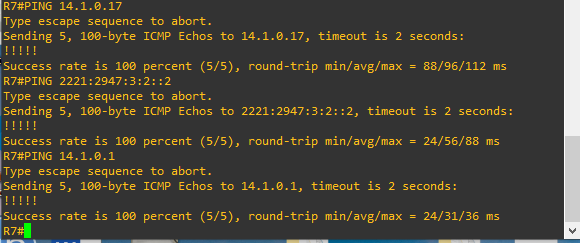 R7#PING 14.1.0.17
Type escape sequence to abort.
Sending 5, 100-byte ICMP Echos to 14.1.0.17, timeout is 2 seconds:
!!!!!
Success rate is 100 percent (5/5), round-trip min/avg/max = 88/96/112 ms
R7#PING 2221:2947:3:2::2
Type escape sequence to abort.
Sending 5, 100-byte ICMP Echos to 2221:2947:3:2::2, timeout is 2 seconds:
!!!!!
Success rate is 100 percent (5/5), round-trip min/avg/max = 24/56/88 ms
R7#PING 14.1.0.1
Type escape sequence to abort.
Sending 5, 100-byte ICMP Echos to 14.1.0.1, timeout is 2 seconds:
!!!!!
Success rate is 100 percent (5/5), round-trip min/avg/max = 24/31/36 ms
R7#